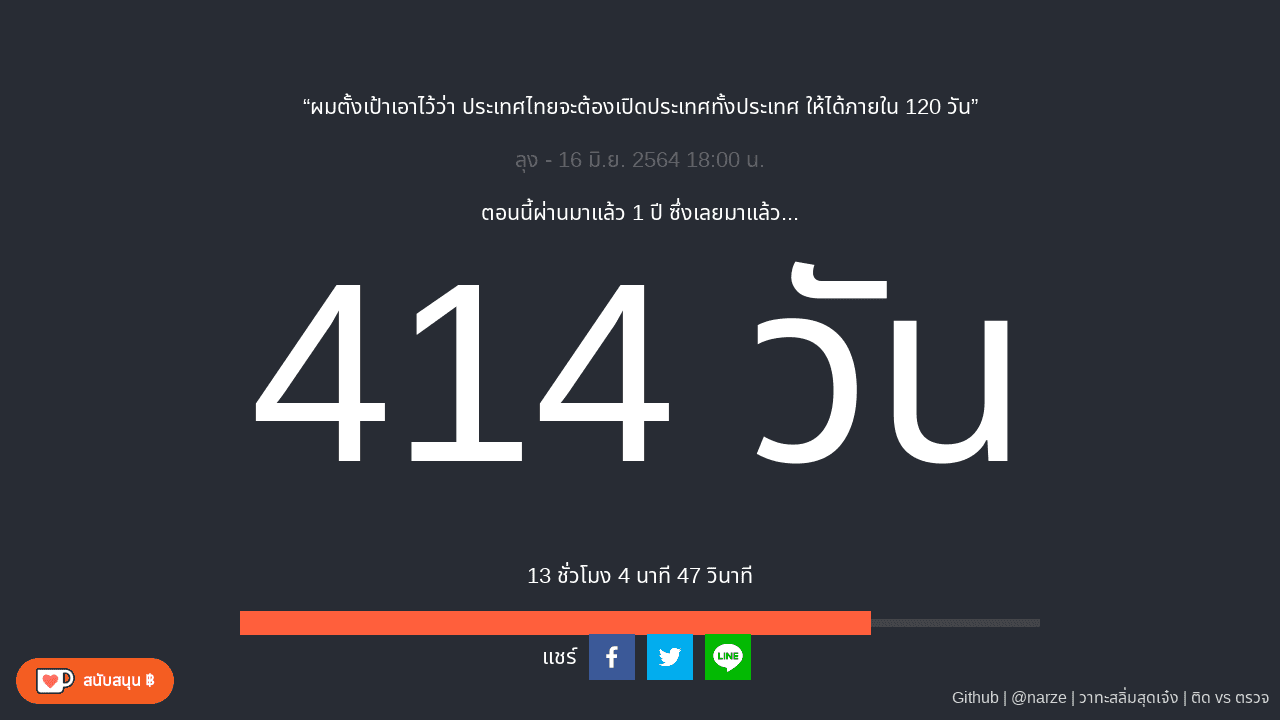 “ผมตั้งเป้าเอาไว้ว่า ประเทศไทยจะต้องเปิดประเทศทั้งประเทศ ให้ได้ภายใน 120 วัน”
ลุง - 16 มิ.ย. 2564 18:00 น.
ตอนนี้ผ่านมาแล้ว 1 ปี ซึ่งเลยมาแล้ว...
414 วัน
13 ชั่วโมง 4 นาที 47 วินาที
แชร์
LINE
สนับสนุน ฿
Github | @narze | วาทะสลิ่มสุดเจ๋ง | ติด vs ตรวจ